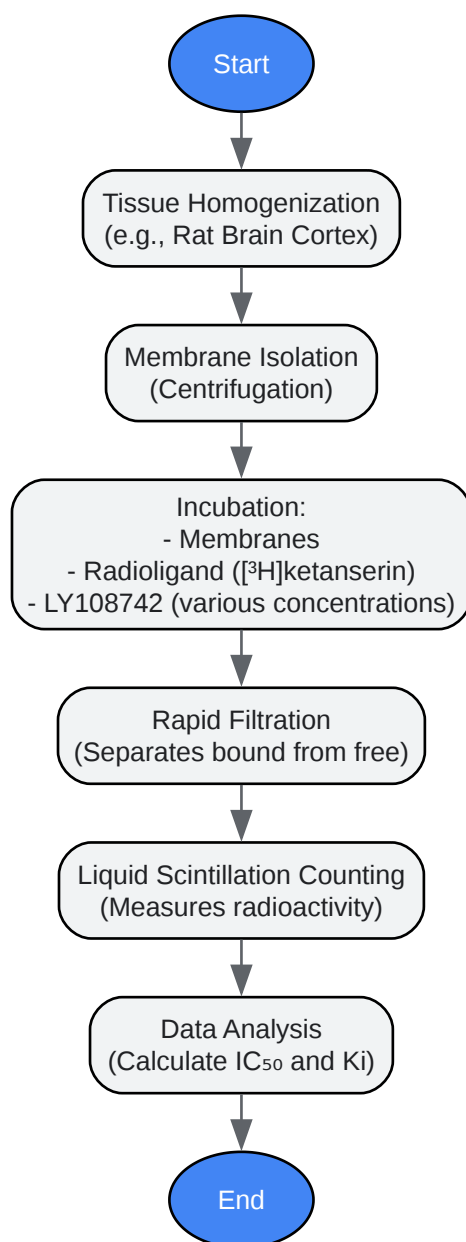 Start
Tissue Homogenization
(e.g., Rat Brain Cortex)
Membrane Isolation
(Centrifugation)
Incubation:
- Membranes
- Radioligand ([³H]ketanserin)
- LY108742 (various concentrations)
Rapid Filtration
(Separates bound from free)
Liquid Scintillation Counting
(Measures radioactivity)
Data Analysis
(Calculate IC₅₀ and Ki)
End